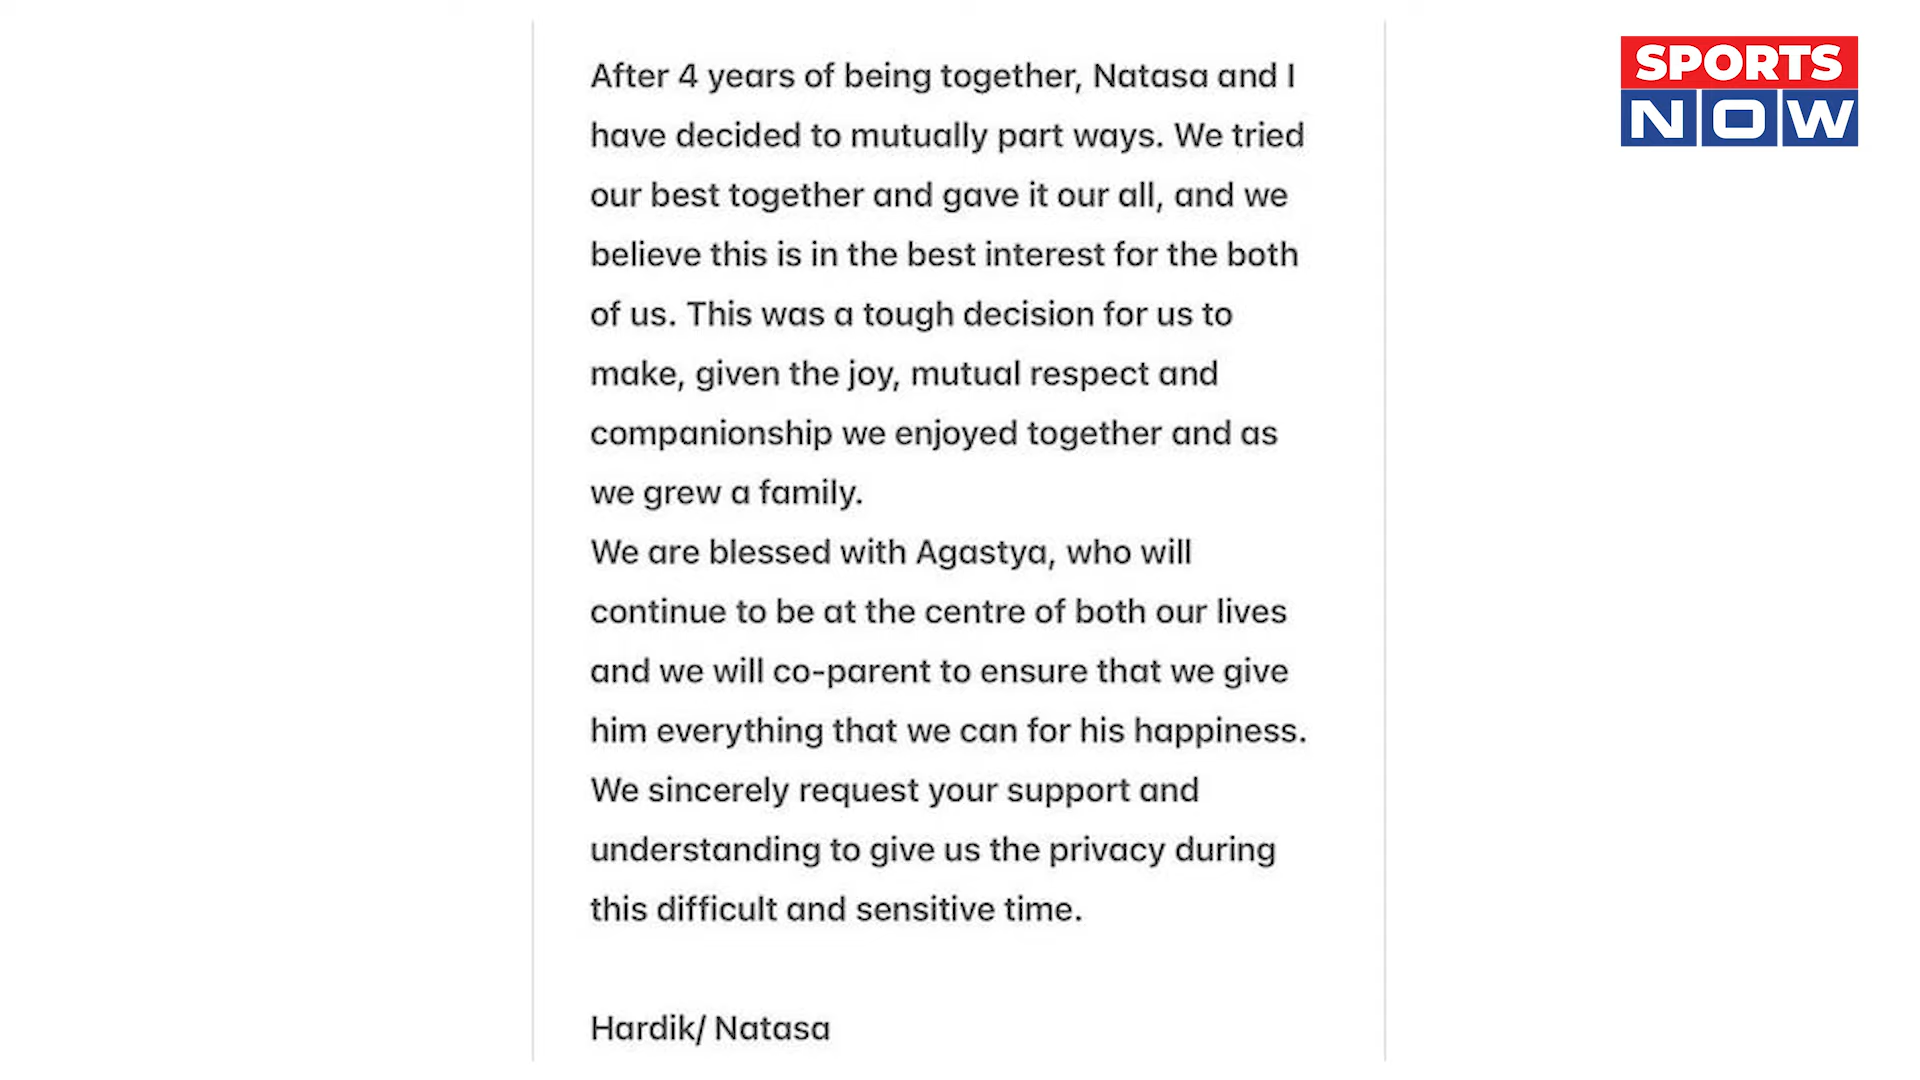 After 4 years of being together, Natasa and I
have decided to mutually part ways. We tried
our best together and gave it our all, and we
believe this is in the best interest for the both
of us. This was a tough decision for us to
make, given the joy, mutual respect and
companionship we enjoyed together and as
we grew a family.
We are blessed with Agastya, who will
continue to be at the centre of both our lives
and we will co-parent to ensure that we give
him everything that we can for his happiness.
We sincerely request your support and
understanding to give us the privacy during
this difficult and sensitive time.
Hardik/ Natasa
SPORTS
NOW